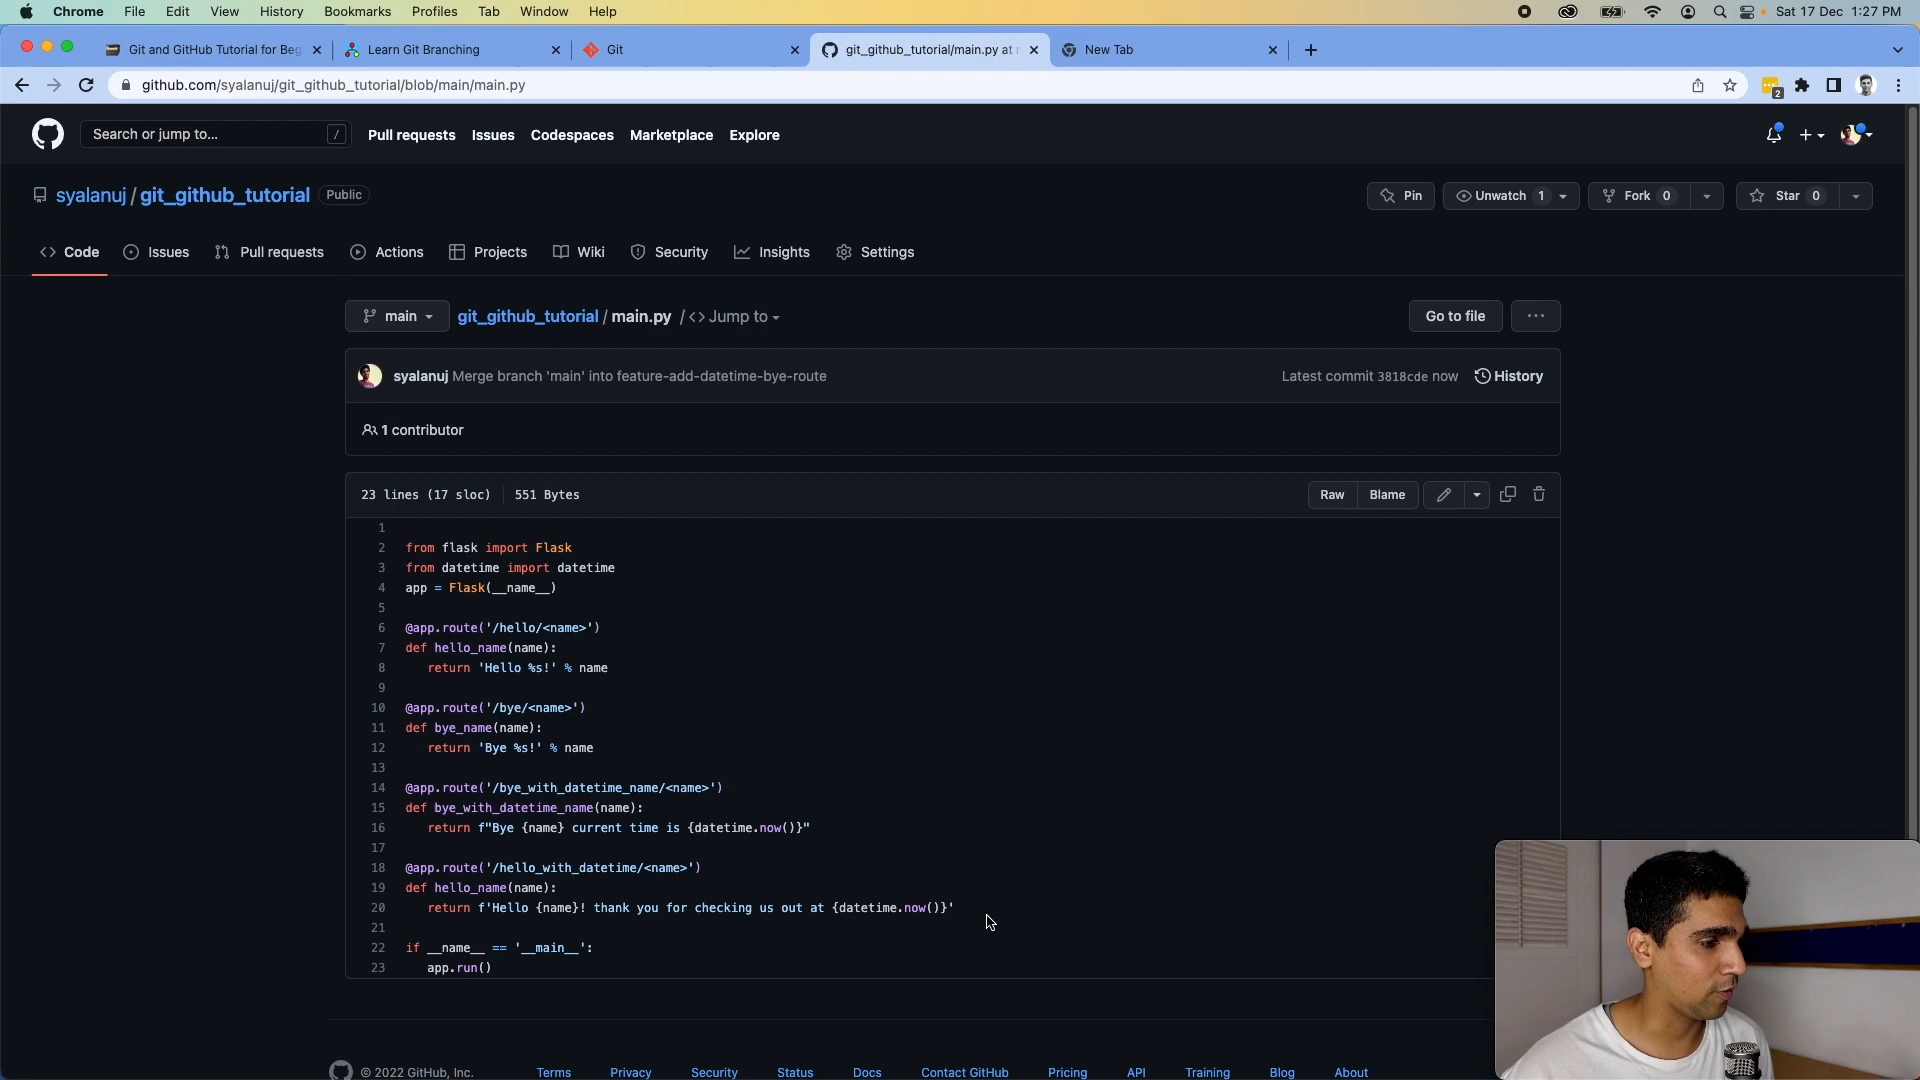 Chrome File Edit View History Bookmarks Profiles Tab Window Help Sat 17 Dec 1:27 PM
Git and GitHub Tutorial for Beg Learn Git Branching Git git_github_tutorial/main.py at New Tab
github.com/syalanuj/git_github_tutorial/blob/main/main.py 2
Search or jump to... / Pull requests Issues Codespaces Marketplace Explore
syalanuj / git_github_tutorial Public Pin Unwatch 1 Fork 0 Star 0
Code Issues Pull requests Actions Projects Wiki Security Insights Settings
main git_github_tutorial / main.py / <> Jump to Go to file ...
syalanuj Merge branch 'main' into feature-add-datetime-bye-route Latest commit 3818cde now History
1 contributor
23 lines (17 sloc) 551 Bytes Raw Blame
1
2 from flask import Flask
3 from datetime import datetime
4 app = Flask(__name__)
5
6 @app.route('/hello/<name>')
7 def hello_name(name):
8 return 'Hello %s!' % name
9
10 @app.route('/bye/<name>')
11 def bye_name(name):
12 return 'Bye %s!' % name
13
14 @app.route('/bye_with_datetime_name/<name>')
15 def bye_with_datetime_name(name):
16 return f"Bye {name} current time is {datetime.now()}"
17
18 @app.route('/hello_with_datetime/<name>')
19 def hello_name(name):
20 return f'Hello {name}! thank you for checking us out at {datetime.now()}'
21
22 if __name__ == '__main__':
23 app.run()
© 2022 GitHub, Inc. Terms Privacy Security Status Docs Contact GitHub Pricing API Training Blog About